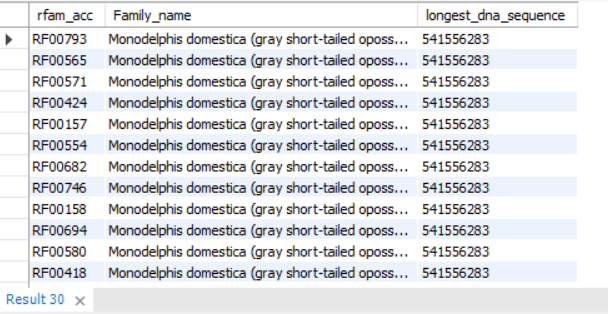 rfam_acc Family_name longest_dna_sequence
RF00793 Monodelphis domestica (gray short-tailed oposs... 541556283
RF00565 Monodelphis domestica (gray short-tailed oposs... 541556283
RF00571 Monodelphis domestica (gray short-tailed oposs... 541556283
RF00424 Monodelphis domestica (gray short-tailed oposs... 541556283
RF00157 Monodelphis domestica (gray short-tailed oposs... 541556283
RF00554 Monodelphis domestica (gray short-tailed oposs... 541556283
RF00682 Monodelphis domestica (gray short-tailed oposs... 541556283
RF00746 Monodelphis domestica (gray short-tailed oposs... 541556283
RF00158 Monodelphis domestica (gray short-tailed oposs... 541556283
RF00694 Monodelphis domestica (gray short-tailed oposs... 541556283
RF00580 Monodelphis domestica (gray short-tailed oposs... 541556283
RF00418 Monodelphis domestica (gray short-tailed oposs... 541556283
Result 30